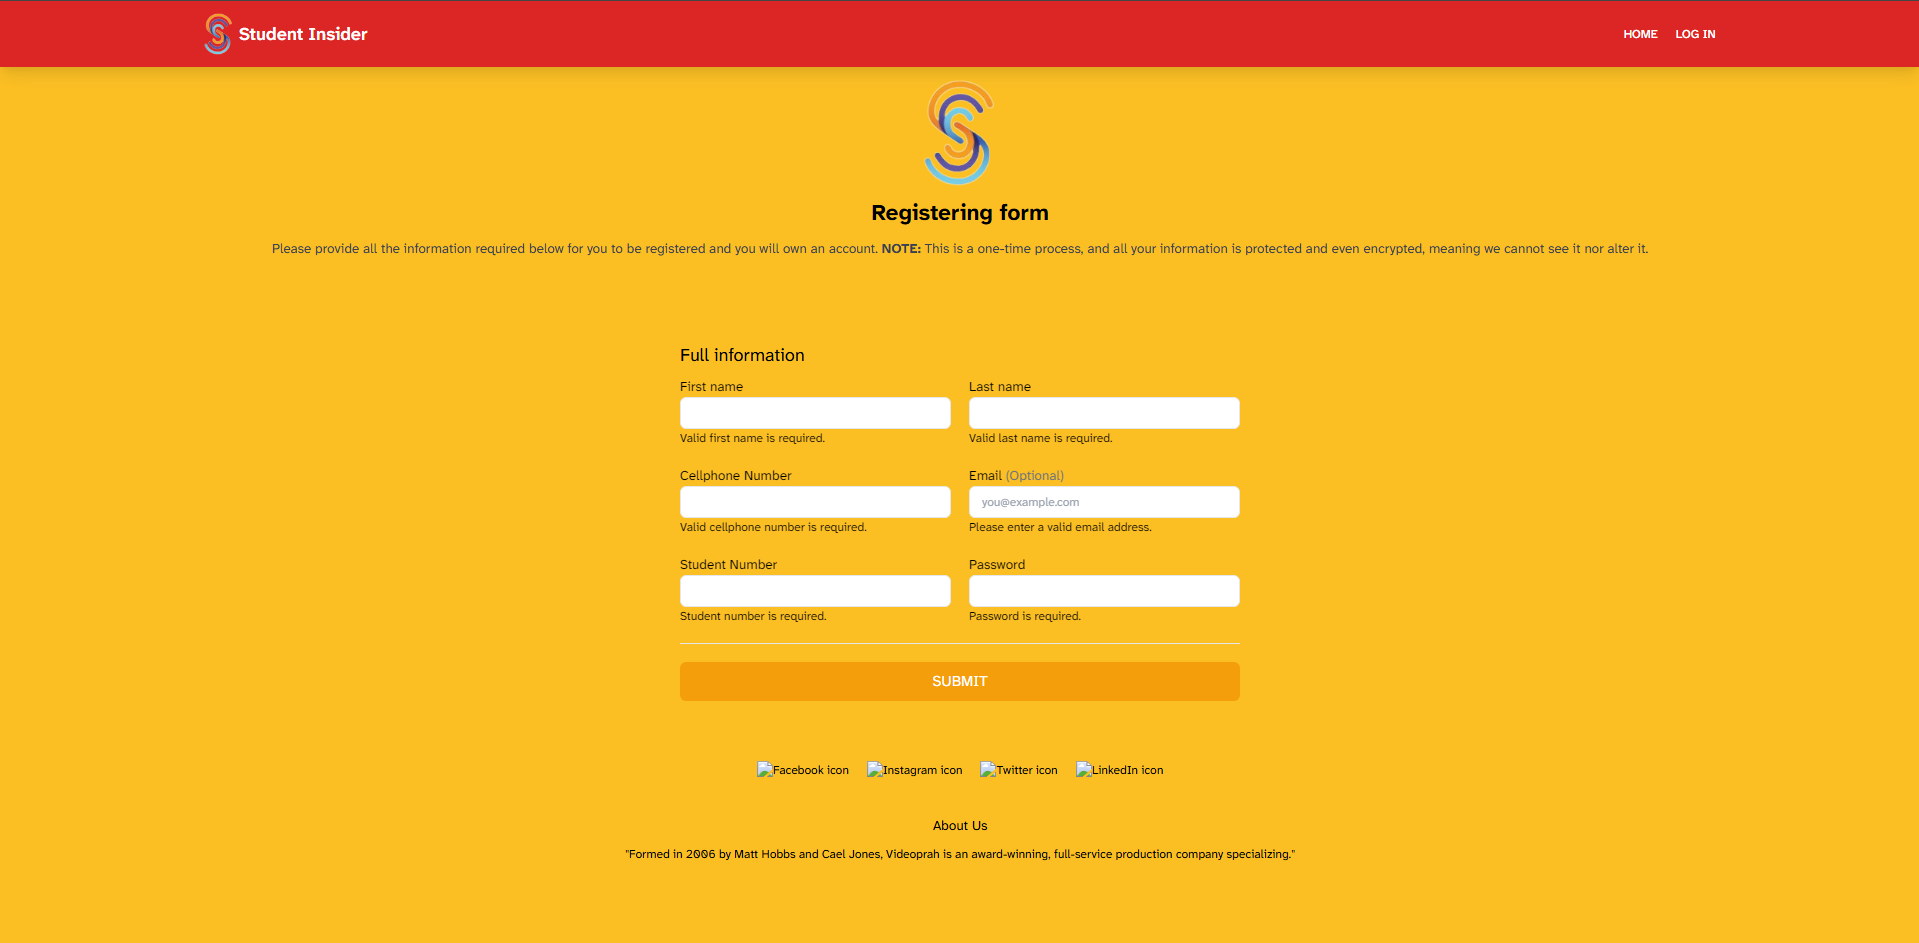 Student Insider
HOME
LOG IN
Registering form
Please provide all the information required below for you to be registered and you will own an account. NOTE: This is a one-time process, and all your information is protected and even encrypted, meaning we cannot see it nor alter it.
Full information
First name
Last name
Valid first name is required.
Valid last name is required.
Cellphone Number
Email (Optional)
you@example.com
Valid cellphone number is required.
Please enter a valid email address.
Student Number
Password
Student number is required.
Password is required.
SUBMIT
Facebook icon
Instagram icon
Twitter icon
LinkedIn icon
About Us
"Formed in 2006 by Matt Hobbs and Cael Jones, Videoprah is an award-winning, full-service production company specializing."